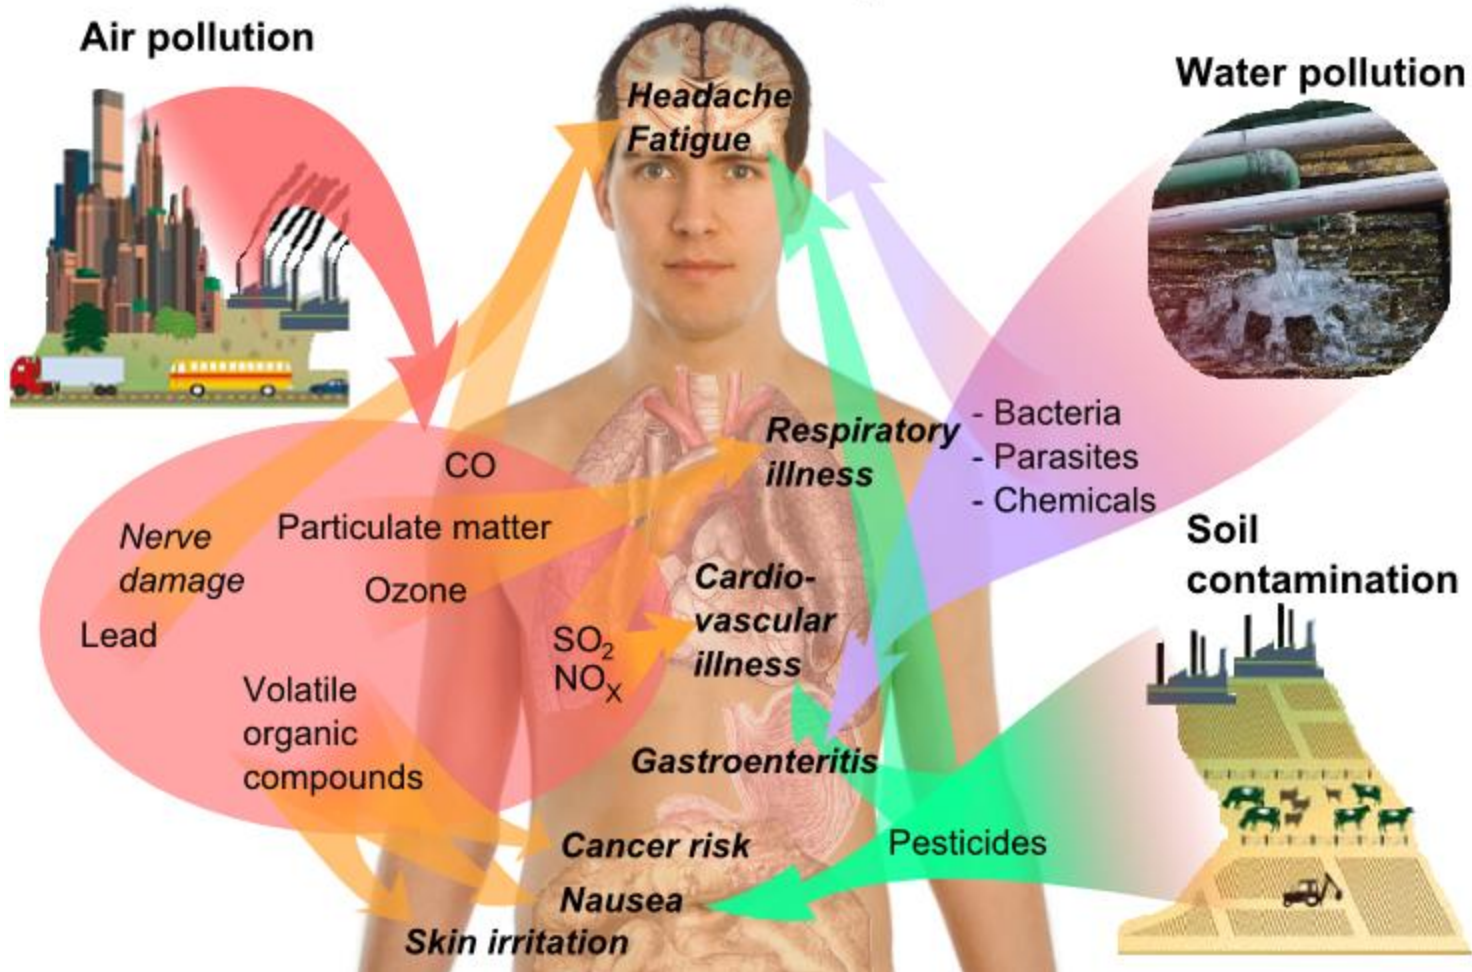 Air pollution
Water pollution
Headache
Fatigue
Respiratory
illness
- Bacteria
- Parasites
- Chemicals
CO
Particulate matter
Ozone
Nerve
damage
Lead
SO₂
NOX
Volatile
organic
compounds
Cardio-
vascular
illness
Soil
contamination
Gastroenteritis
Pesticides
Cancer risk
Nausea
Skin irritation